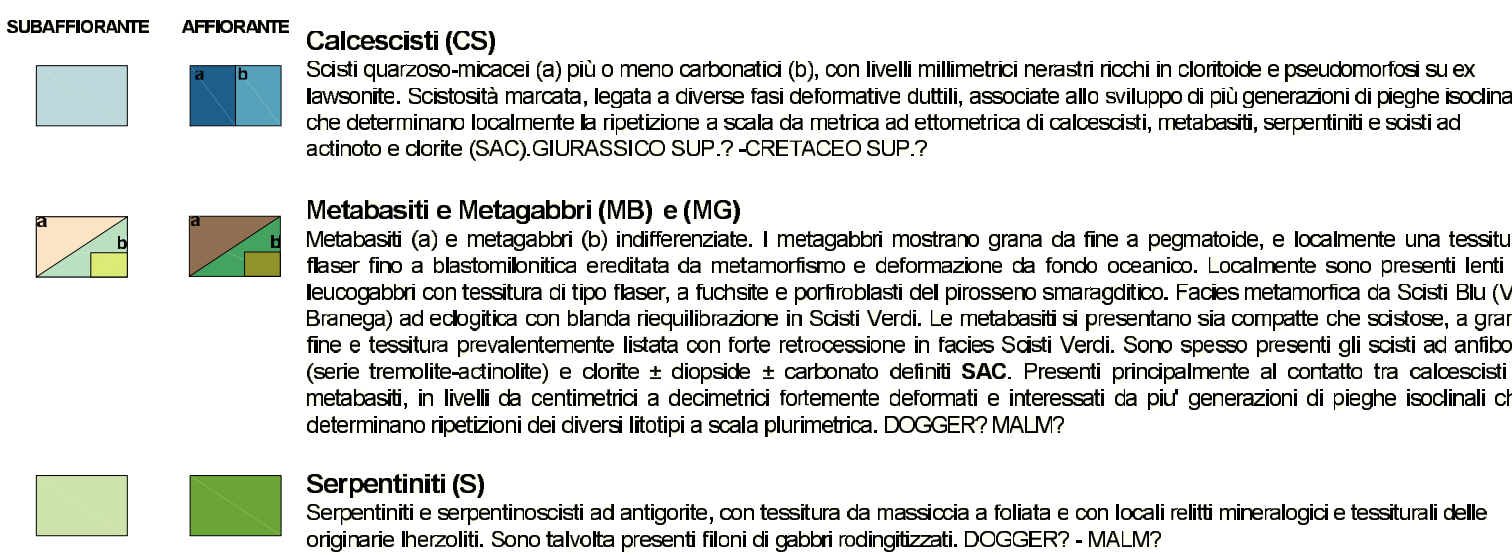 SUBAFFIORANTE AFFIORANTE
Calcescisti (CS)
a b
Scisti quarzoso-micacei (a) più o meno carbonatici (b), con livelli millimetrici nerastri ricchi in cloritoide e pseudomorfosi su ex
lawsonite. Scistosità marcata, legata a diverse fasi deformative duttili, associate allo sviluppo di più generazioni di pieghe isoclina
che determinano localmente la ripetizione a scala da metrica ad ettometrica di calcescisti, metabasiti, serpentiniti e scisti ad
actinoto e clorite (SAC).GIURASSICO SUP.? -CRETACEO SUP.?
Metabasiti e Metagabbri (MB) e (MG)
a b a b
Metabasiti (a) e metagabbri (b) indifferenziate. I metagabbri mostrano grana da fine a pegmatoide, e localmente una tessitu
flaser fino a blastomilonitica ereditata da metamorfismo e deformazione da fondo oceanico. Localmente sono presenti lenti
leucogabbri con tessitura di tipo flaser, a fuchsite e porfiroblasti del pirosseno smaragditico. Facies metamorfica da Scisti Blu (V
Branega) ad eclogitica con blanda riequilibrazione in Scisti Verdi. Le metabasiti si presentano sia compatte che scistose, a gran
fine e tessitura prevalentemente listata con forte retrocessione in facies Scisti Verdi. Sono spesso presenti gli scisti ad anfibo
(serie tremolite-actinolite) e clorite ± diopside ± carbonato definiti SAC. Presenti principalmente al contatto tra calcescisti
metabasiti, in livelli da centimetrici a decimetrici fortemente deformati e interessati da piu' generazioni di pieghe isoclinali ch
determinano ripetizioni dei diversi litotipi a scala plurimetrica. DOGGER? MALM?
Serpentiniti (S)
Serpentiniti e serpentinoscisti ad antigorite, con tessitura da massiccia a foliata e con locali relitti mineralogici e tessiturali delle
originarie lherzoliti. Sono talvolta presenti filoni di gabbri rodingitizzati. DOGGER? - MALM?